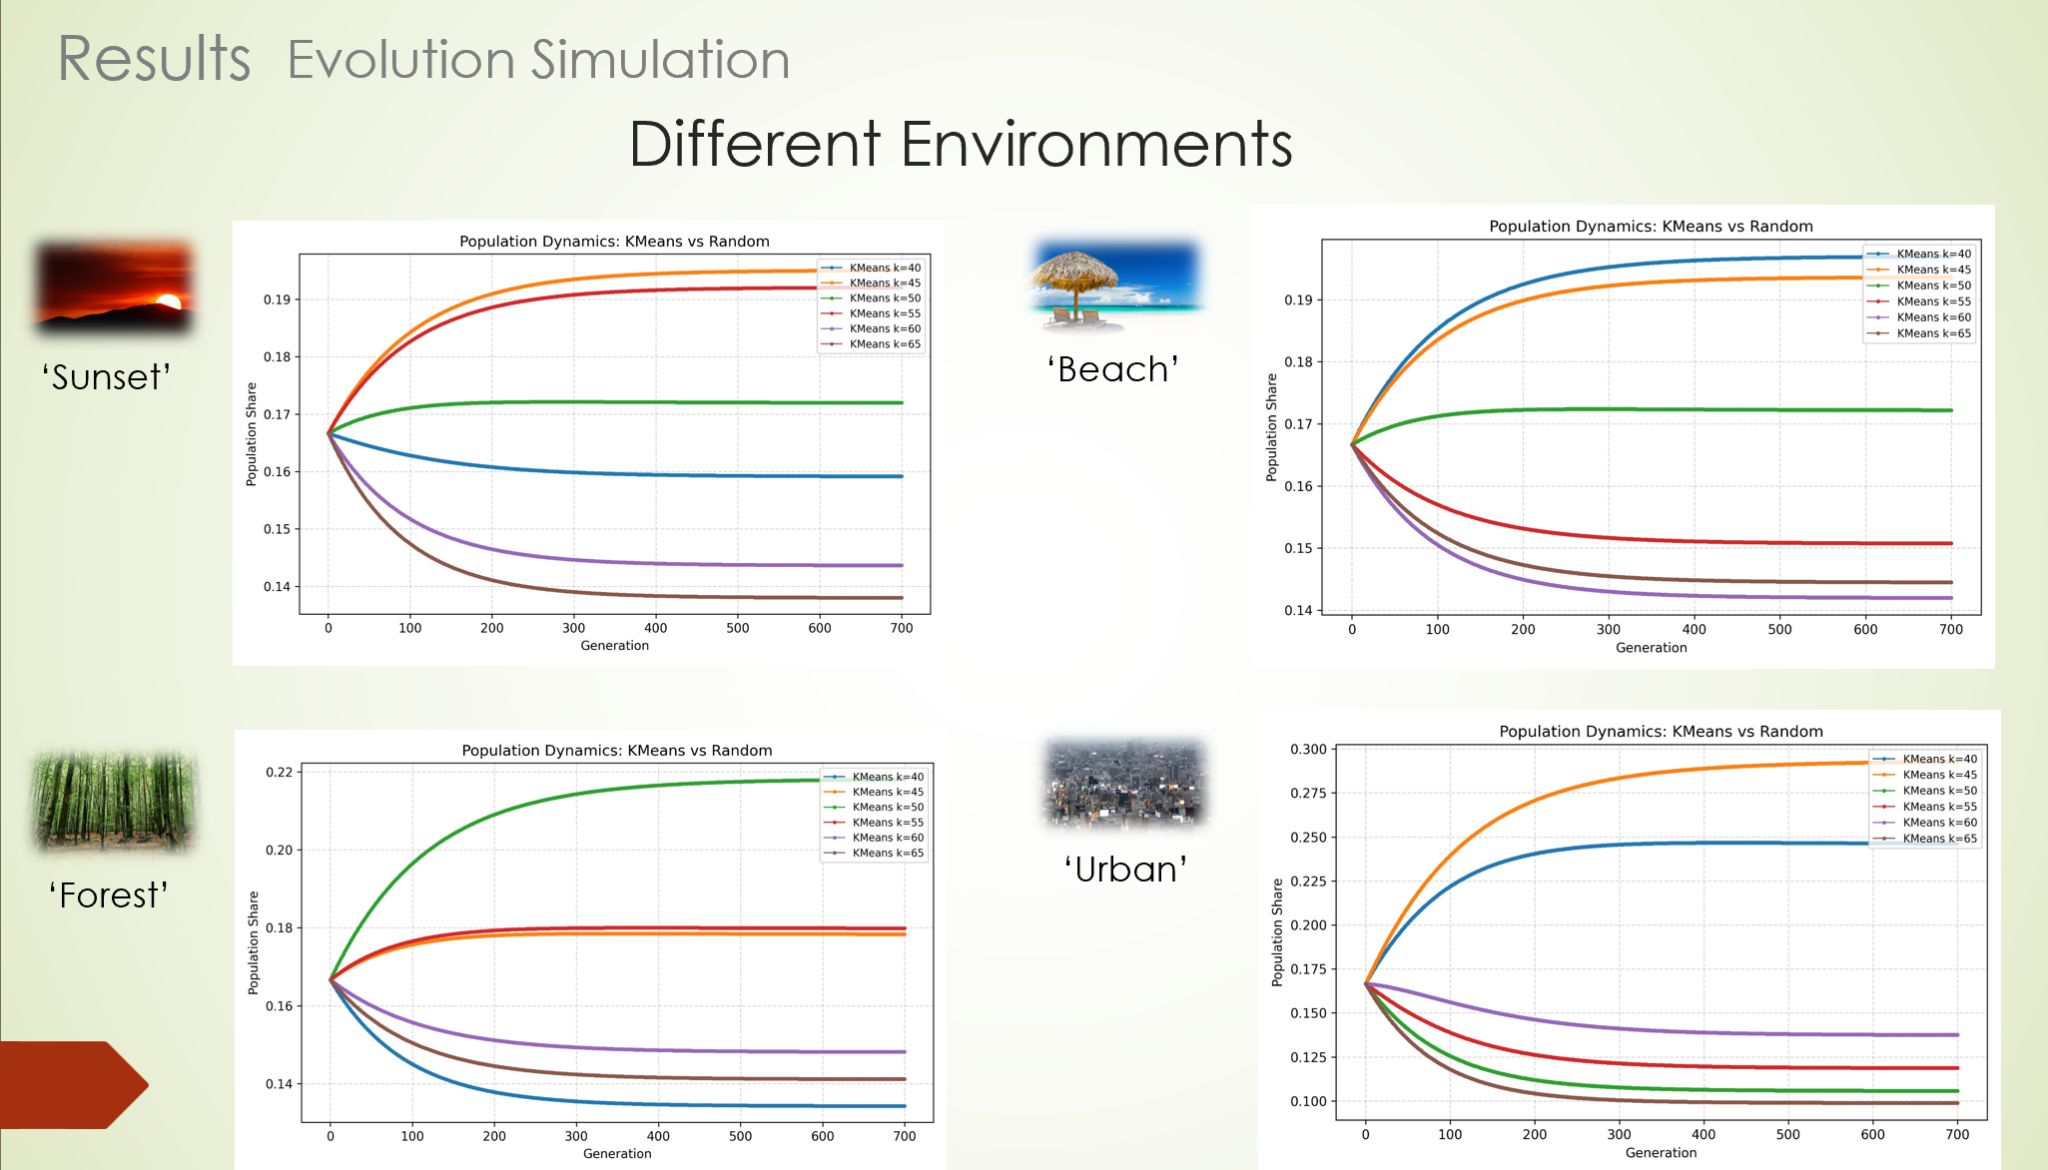 Results Evolution Simulation
Different Environments
‘Sunset’
Population Dynamics: KMeans vs Random
KMeans k=40
KMeans k=45
KMeans k=50
KMeans k=55
KMeans k=60
KMeans k=65
Population Share
0.19
0.18
0.17
0.16
0.15
0.14
0 100 200 300 400 500 600 700
Generation
‘Beach’
Population Dynamics: KMeans vs Random
KMeans k=40
KMeans k=45
KMeans k=50
KMeans k=55
KMeans k=60
KMeans k=65
Population Share
0.19
0.18
0.17
0.16
0.15
0.14
0 100 200 300 400 500 600 700
Generation
‘Forest’
Population Dynamics: KMeans vs Random
KMeans k=40
KMeans k=45
KMeans k=50
KMeans k=55
KMeans k=60
KMeans k=65
Population Share
0.22
0.20
0.18
0.16
0.14
0 100 200 300 400 500 600 700
Generation
‘Urban’
Population Dynamics: KMeans vs Random
KMeans k=40
KMeans k=45
KMeans k=50
KMeans k=55
KMeans k=60
KMeans k=65
Population Share
0.300
0.275
0.250
0.225
0.200
0.175
0.150
0.125
0.100
0 100 200 300 400 500 600 700
Generation